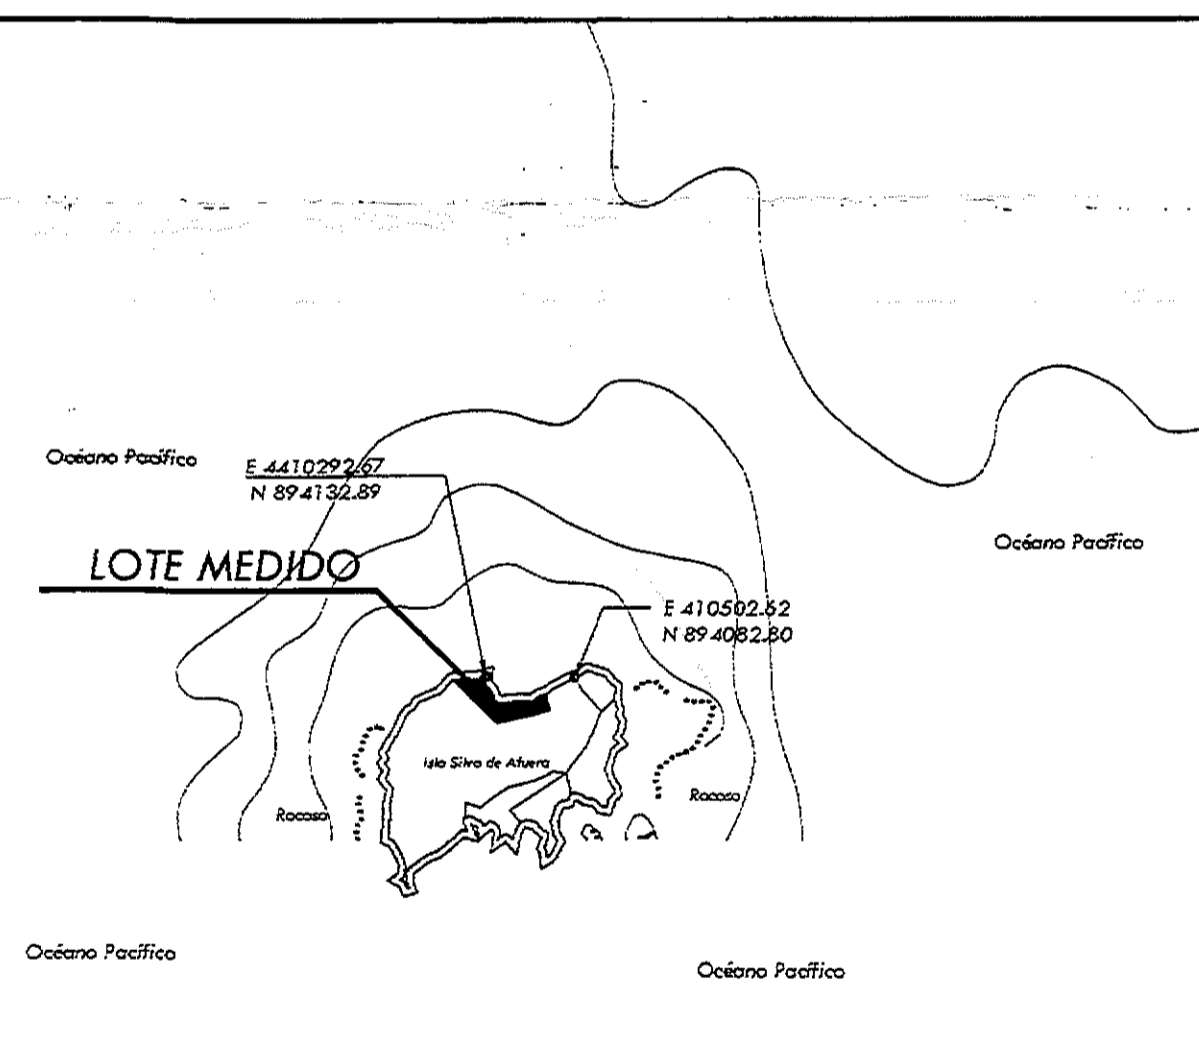 Océano Pacífico
E 4410292.67
N 894132.89
Océano Pacífico
LOTE MEDIDO
E 410502.62
N 894082.80
Isla Silva de Afuera
Rocoso
Rocoso
Océano Pacífico
Océano Pacífico